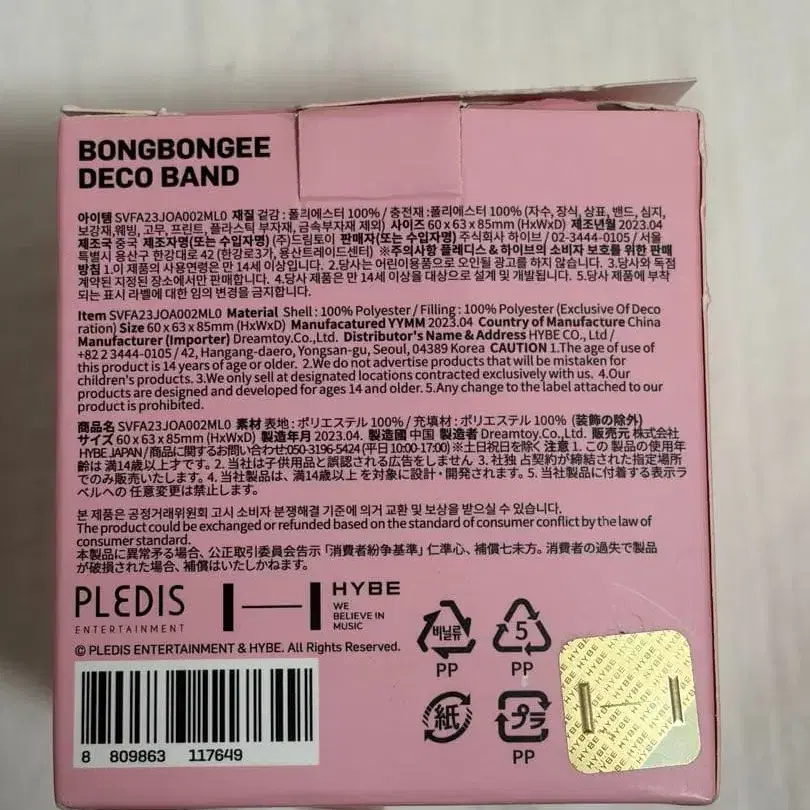 BONGBONGEE
DECO BAND
아이템 SVFA23JOA002ML0 재질 겉감 : 폴리에스터 100% / 충전재 : 폴리에스터 100% (자수, 장식, 상표, 밴드, 심지,
보강재,웨빙, 고무, 프린트, 플라스틱 부자재, 금속부자재 제외) 사이즈 60 x 63 x 85mm (HxWxD) 제조년월 2023.04
제조국 중국 제조자명(또는 수입자명) (주)드림토이 판매자(또는 수입자명) 주식회사 하이브 / 02-3444-0105 / 서울
특별시 용산구 한강대로 42 (한강로3가, 용산트레이드센터) ※주의사항 플레디스 & 하이브의 소비자 보호를 위한 판매
방침 1.이 제품의 사용연령은 만 14세 이상입니다. 2.당사는 어린이용품으로 오인될 광고를 하지 않습니다. 3.당사와 독점
계약된 지정된 장소에서만 판매합니다. 4.당사 제품은 만 14세 이상을 대상으로 설계 및 개발됩니다. 5.당사 제품에 부착
되는 표시 라벨에 대한 임의 변경을 금지합니다.
Item SVFA23JOA002ML0 Material Shell : 100% Polyester / Filling : 100% Polyester (Exclusive Of Deco
ration) Size 60 x 63 x 85mm (HxWxD) Manufacatured YYMM 2023.04 Country of Manufacture China
Manufacturer (Importer) Dreamtoy.Co.,Ltd. Distributor's Name & Address HYBE CO., Ltd /
+82 2 3444-0105 / 42, Hangang-daero, Yongsan-gu, Seoul, 04389 Korea CAUTION 1.The age of use of
this product is 14 years of age or older. 2.We do not advertise products that will be mistaken for
children's products. 3.We only sell at designated locations contracted exclusively with us. 4.Our
products are designed and developed for ages 14 and older. 5.Any change to the label attached to our
product is prohibited.
商品名 SVFA23JOA002ML0 素材 表地 : ポリエステル 100% / 充填材 : ポリエステル 100% (装飾の除外)
サイズ 60 x 63 x 85mm (HxWxD) 製造年月 2023.04. 製造國 中国 製造者 Dreamtoy.Co.,Ltd. 販売元 株式会社
HYBE JAPAN / 商品に関するお問い合わせ:050-3196-5424 (平日 10:00-17:00) ※土日祝日を除く 注意 1. この 製品の使用年
齢は 満14歳以上才です。2. 当社は子供用品と誤認される広告をしません 3. 社独 占契約が締結された指定場所
でのみ販売いたします。4. 当社製品は、満14歳以上 を対象に設計・開発されます。5. 当社製品に付着する表示ラ
ベルへの 任意変更は禁止します。
본 제품은 공정거래위원회 고시 소비자 분쟁해결 기준에 의거 교환 및 보상을 받으실 수 있습니다.
The product could be exchanged or refunded based on the standard of consumer conflict by the law of
consumer standard.
本製品に異常矛る場合、公正取引委員会告示「消費者紛争基準」仁準心、補償七未方。消費者の過失で製品
が破損された場合、補償はいたしかねます。
PLEDIS
ENTERTAINMENT
HYBE
WE
BELIEVE IN
MUSIC
© PLEDIS ENTERTAINMENT & HYBE. All Rights Reserved.
8 809863 117649
비닐류
PP
5
PP
紙
プラ
PP
HYBE HYBE HYBE